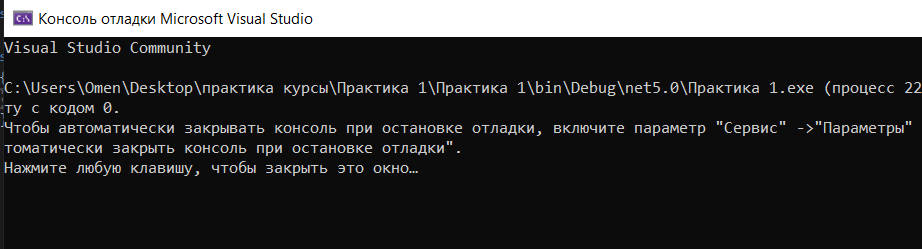 Консоль отладки Microsoft Visual Studio
Visual Studio Community
C:\Users\Omen\Desktop\практика курсы\Практика 1\Практика 1\bin\Debug\net5.0\Практика 1.exe (процесс 22
ту с кодом 0.
Чтобы автоматически закрывать консоль при остановке отладки, включите параметр "Сервис" ->"Параметры"
томатически закрыть консоль при остановке отладки".
Нажмите любую клавишу, чтобы закрыть это окно…